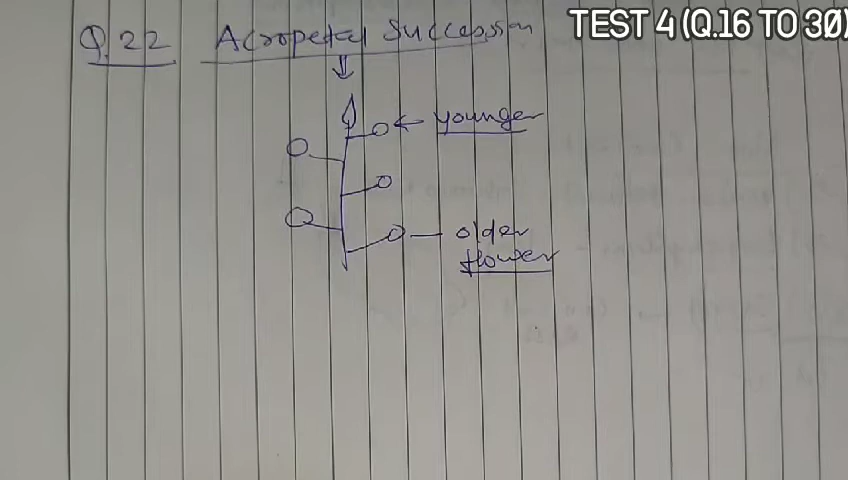 TEST 4 (Q.16 TO 30)
Q.22 Acropetal Succession
younger
older
flower